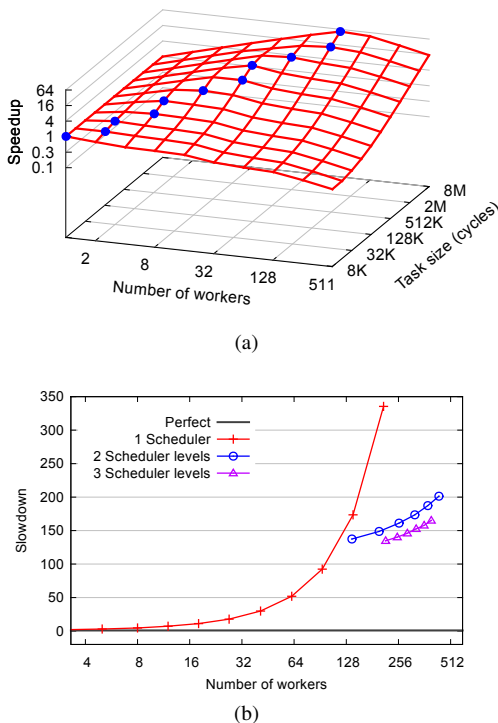 64
16
4
1
0.3
0.1
Speedup
2
8
32
128
511
Number of workers
8K
32K
128K
512K
2M
8M
Task size (cycles)
(a)
350
300
250
200
150
100
50
0
Slowdown
Perfect
1 Scheduler
2 Scheduler levels
3 Scheduler levels
4 8 16 32 64 128 256 512
Number of workers
(b)